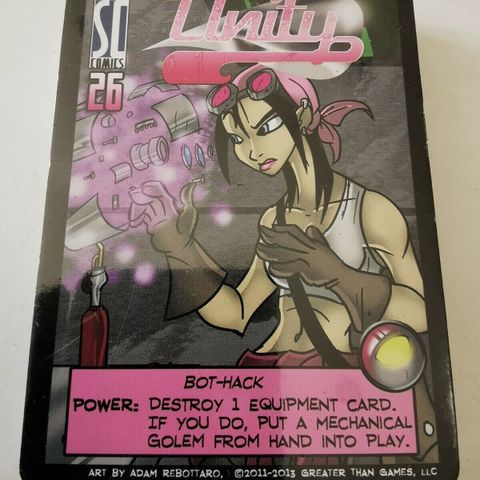 SC
COMICS
26
Unity
BOT-HACK
POWER: DESTROY 1 EQUIPMENT CARD.
IF YOU DO, PUT A MECHANICAL
GOLEM FROM HAND INTO PLAY.
ART BY ADAM REBOTTARO, ©2011-2013 GREATER THAN GAMES, LLC